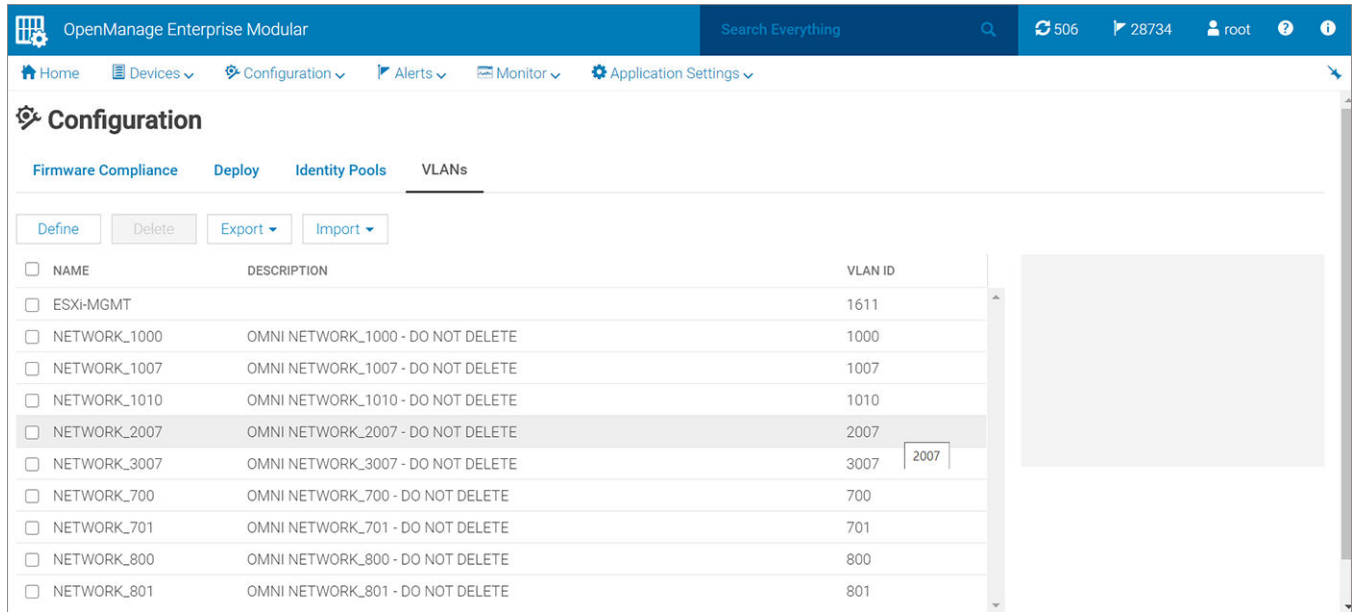 OpenManage Enterprise Modular Search Everything 506 28734 root ? i
Home Devices Configuration Alerts Monitor Application Settings
Configuration
Firmware Compliance Deploy Identity Pools VLANs
Define Delete Export Import
NAME DESCRIPTION VLAN ID
ESXi-MGMT 1611
NETWORK_1000 OMNI NETWORK_1000 - DO NOT DELETE 1000
NETWORK_1007 OMNI NETWORK_1007 - DO NOT DELETE 1007
NETWORK_1010 OMNI NETWORK_1010 - DO NOT DELETE 1010
NETWORK_2007 OMNI NETWORK_2007 - DO NOT DELETE 2007
2007
NETWORK_3007 OMNI NETWORK_3007 - DO NOT DELETE 3007
NETWORK_700 OMNI NETWORK_700 - DO NOT DELETE 700
NETWORK_701 OMNI NETWORK_701 - DO NOT DELETE 701
NETWORK_800 OMNI NETWORK_800 - DO NOT DELETE 800
NETWORK_801 OMNI NETWORK_801 - DO NOT DELETE 801